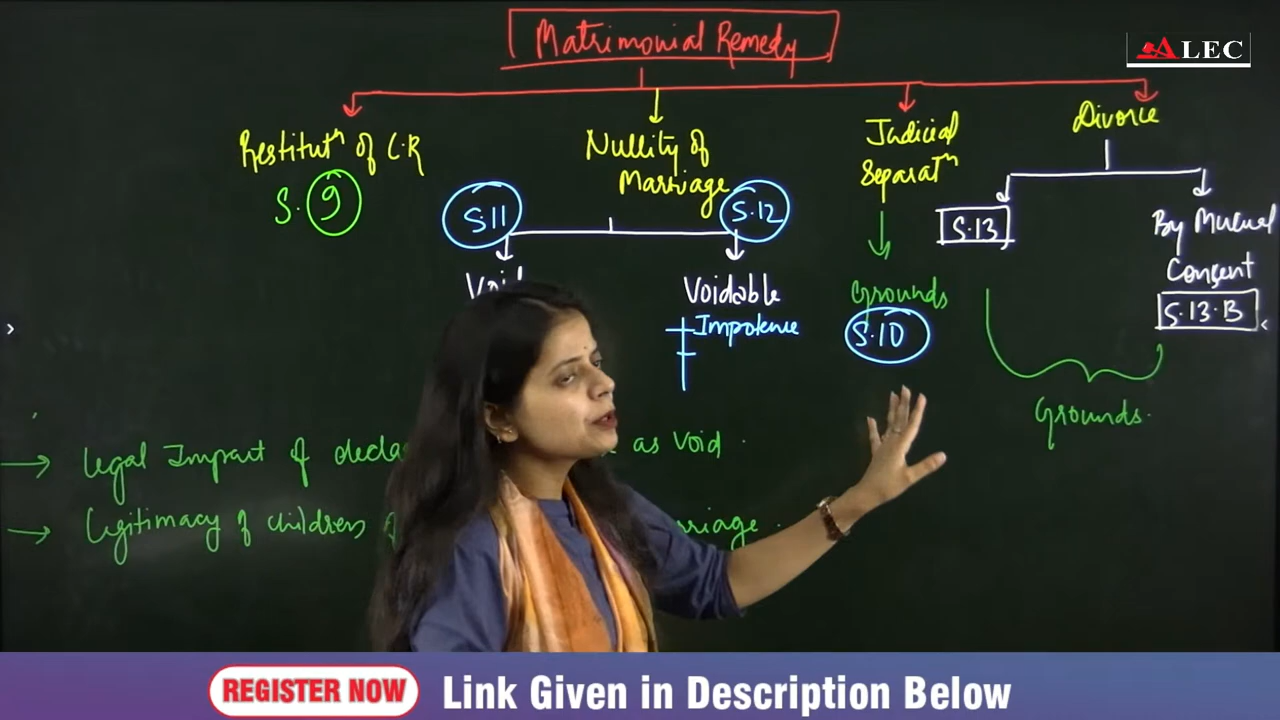 Matrimonial Remedy
ALEC
Restitutⁿ of C.R
S. 9
Nullity of
Marriage
S.11
S.12
Void
Voidable
Impotence
Judicial
Separatⁿ
Grounds
S.10
Divorce
S.13
By Mutual
Consent
S.13.B
Grounds.
→ Legal Impact of as void.
→ Legitimacy of childrens
REGISTER NOW Link Given in Description Below